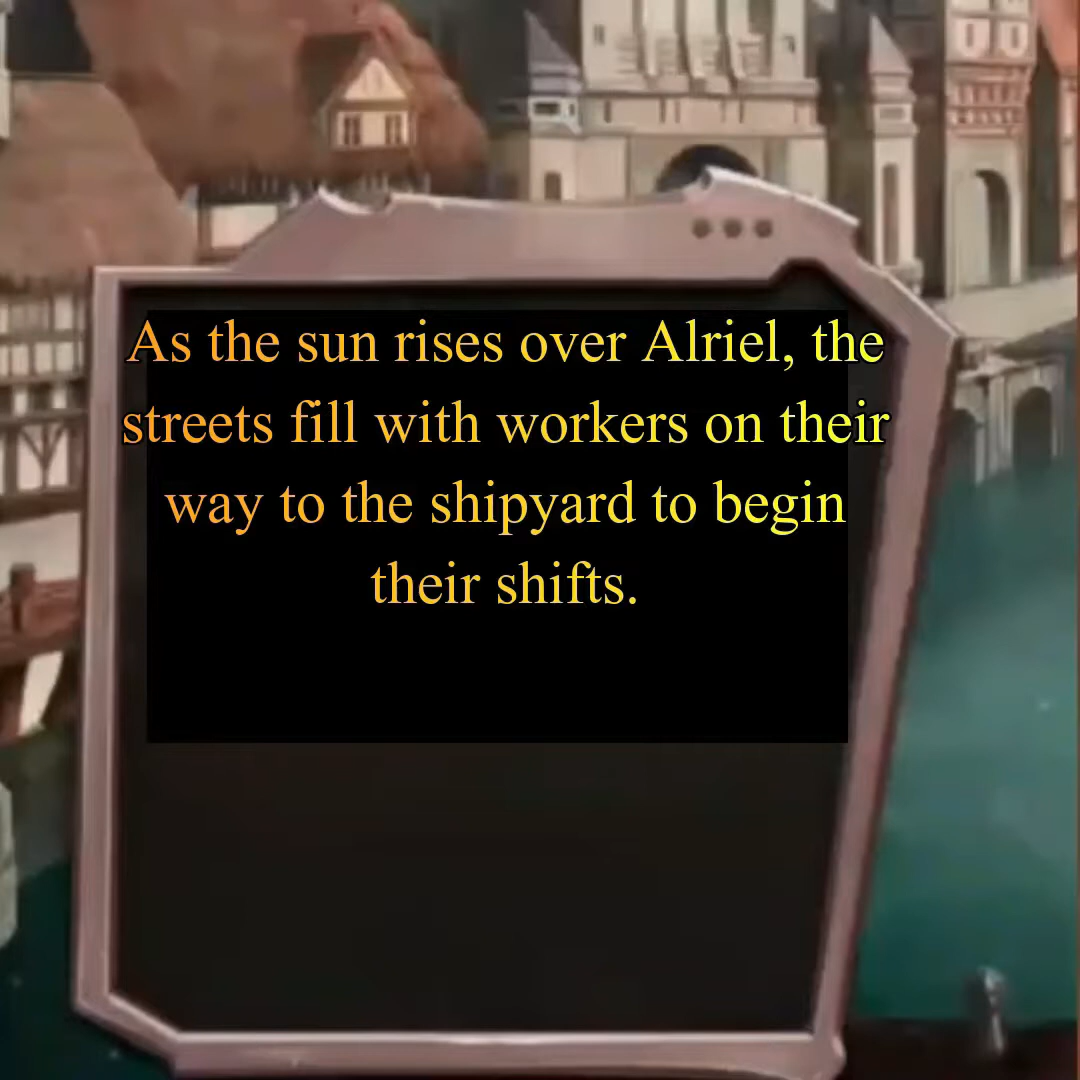 As the sun rises over Alriel, the
streets fill with workers on their
way to the shipyard to begin
their shifts.